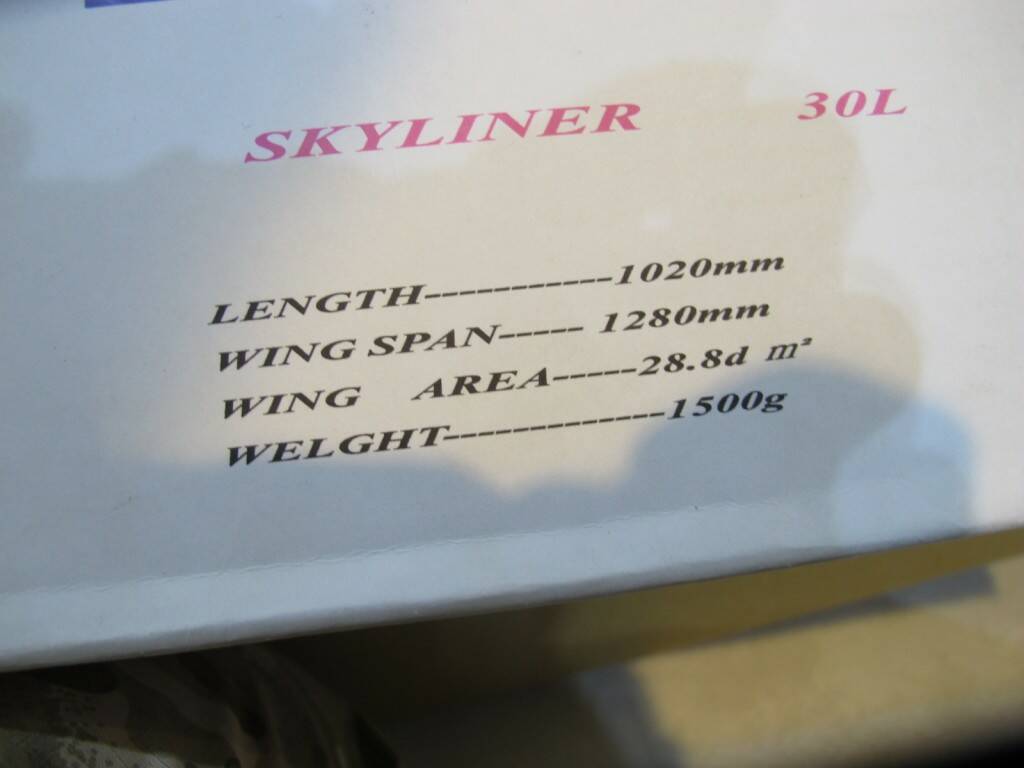 SKYLINER 30L
LENGTH-----------1020mm
WING SPAN----- 1280mm
WING AREA-----28.8d m²
WELGHT-------------1500g